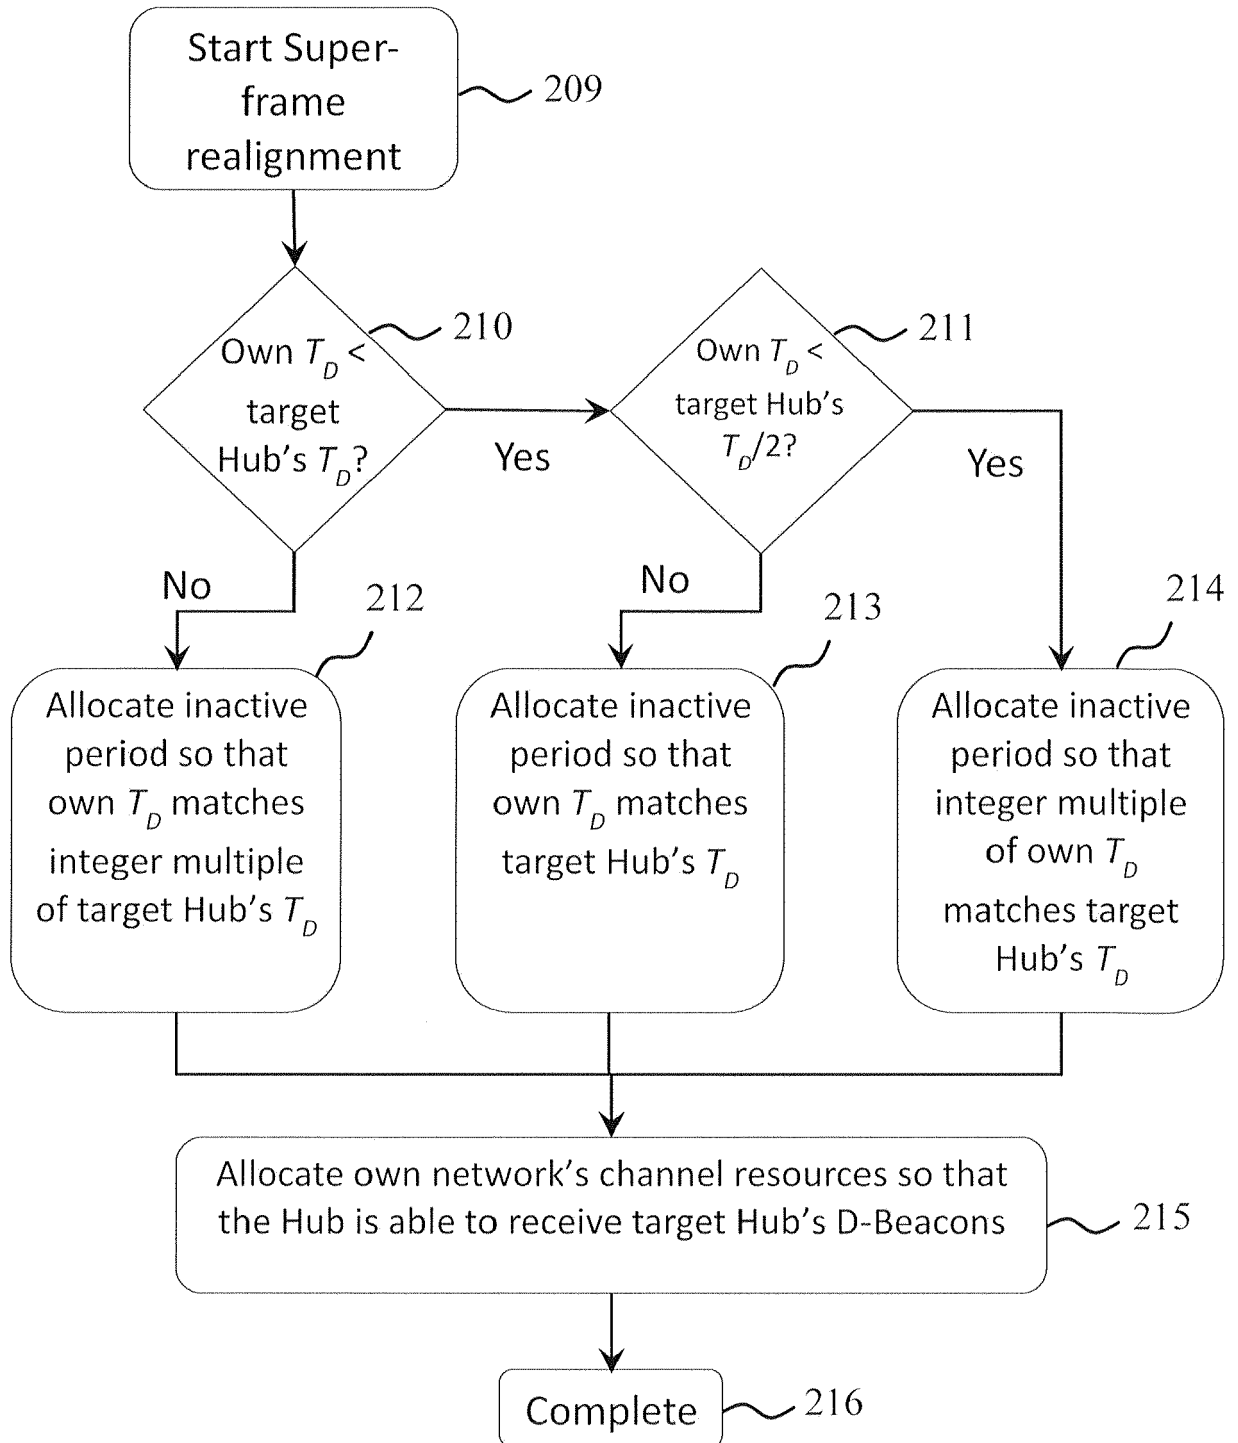 Start Super-
frame
realignment
209
210
Own T_D <
target
Hub's T_D?
Yes
No
211
Own T_D <
target Hub's
T_D/2?
Yes
No
212
Allocate inactive
period so that
own T_D matches
integer multiple
of target Hub's T_D
213
Allocate inactive
period so that
own T_D matches
target Hub's T_D
214
Allocate inactive
period so that
integer multiple
of own T_D
matches target
Hub's T_D
Allocate own network's channel resources so that
the Hub is able to receive target Hub's D-Beacons
215
Complete
216